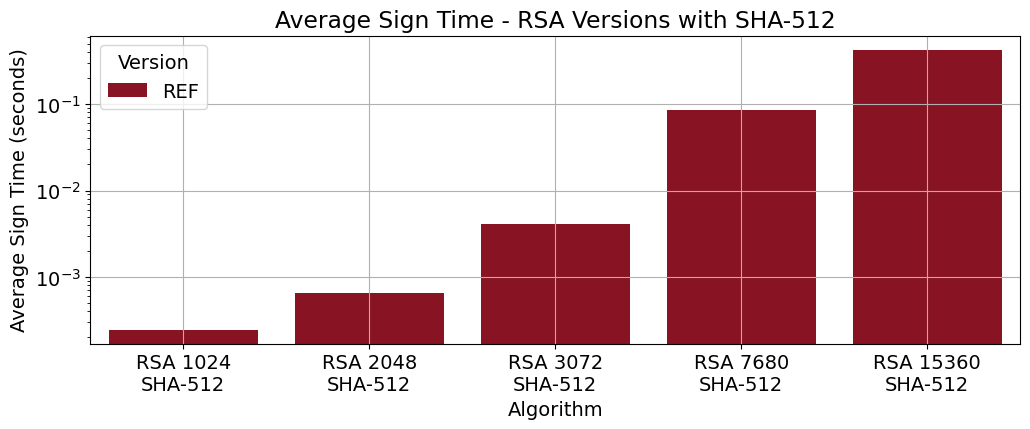 Average Sign Time - RSA Versions with SHA-512
Average Sign Time (seconds)
Version
REF
10⁻¹
10⁻²
10⁻³
RSA 1024
SHA-512
RSA 2048
SHA-512
RSA 3072
SHA-512
RSA 7680
SHA-512
RSA 15360
SHA-512
Algorithm